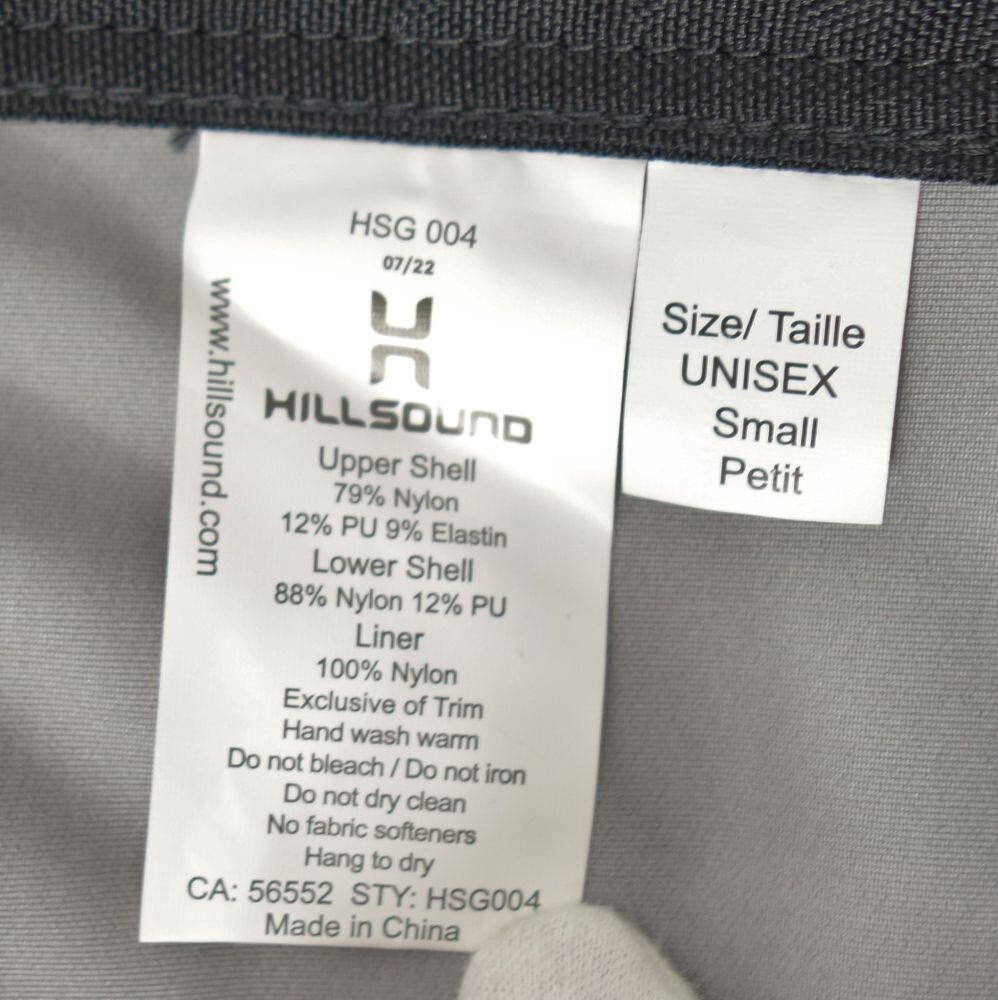 HSG 004
07/22
HILLSOUND
www.hillsound.com
Upper Shell
79% Nylon
12% PU 9% Elastin
Lower Shell
88% Nylon 12% PU
Liner
100% Nylon
Exclusive of Trim
Hand wash warm
Do not bleach / Do not iron
Do not dry clean
No fabric softeners
Hang to dry
CA: 56552 STY: HSG004
Made in China
Size/ Taille
UNISEX
Small
Petit